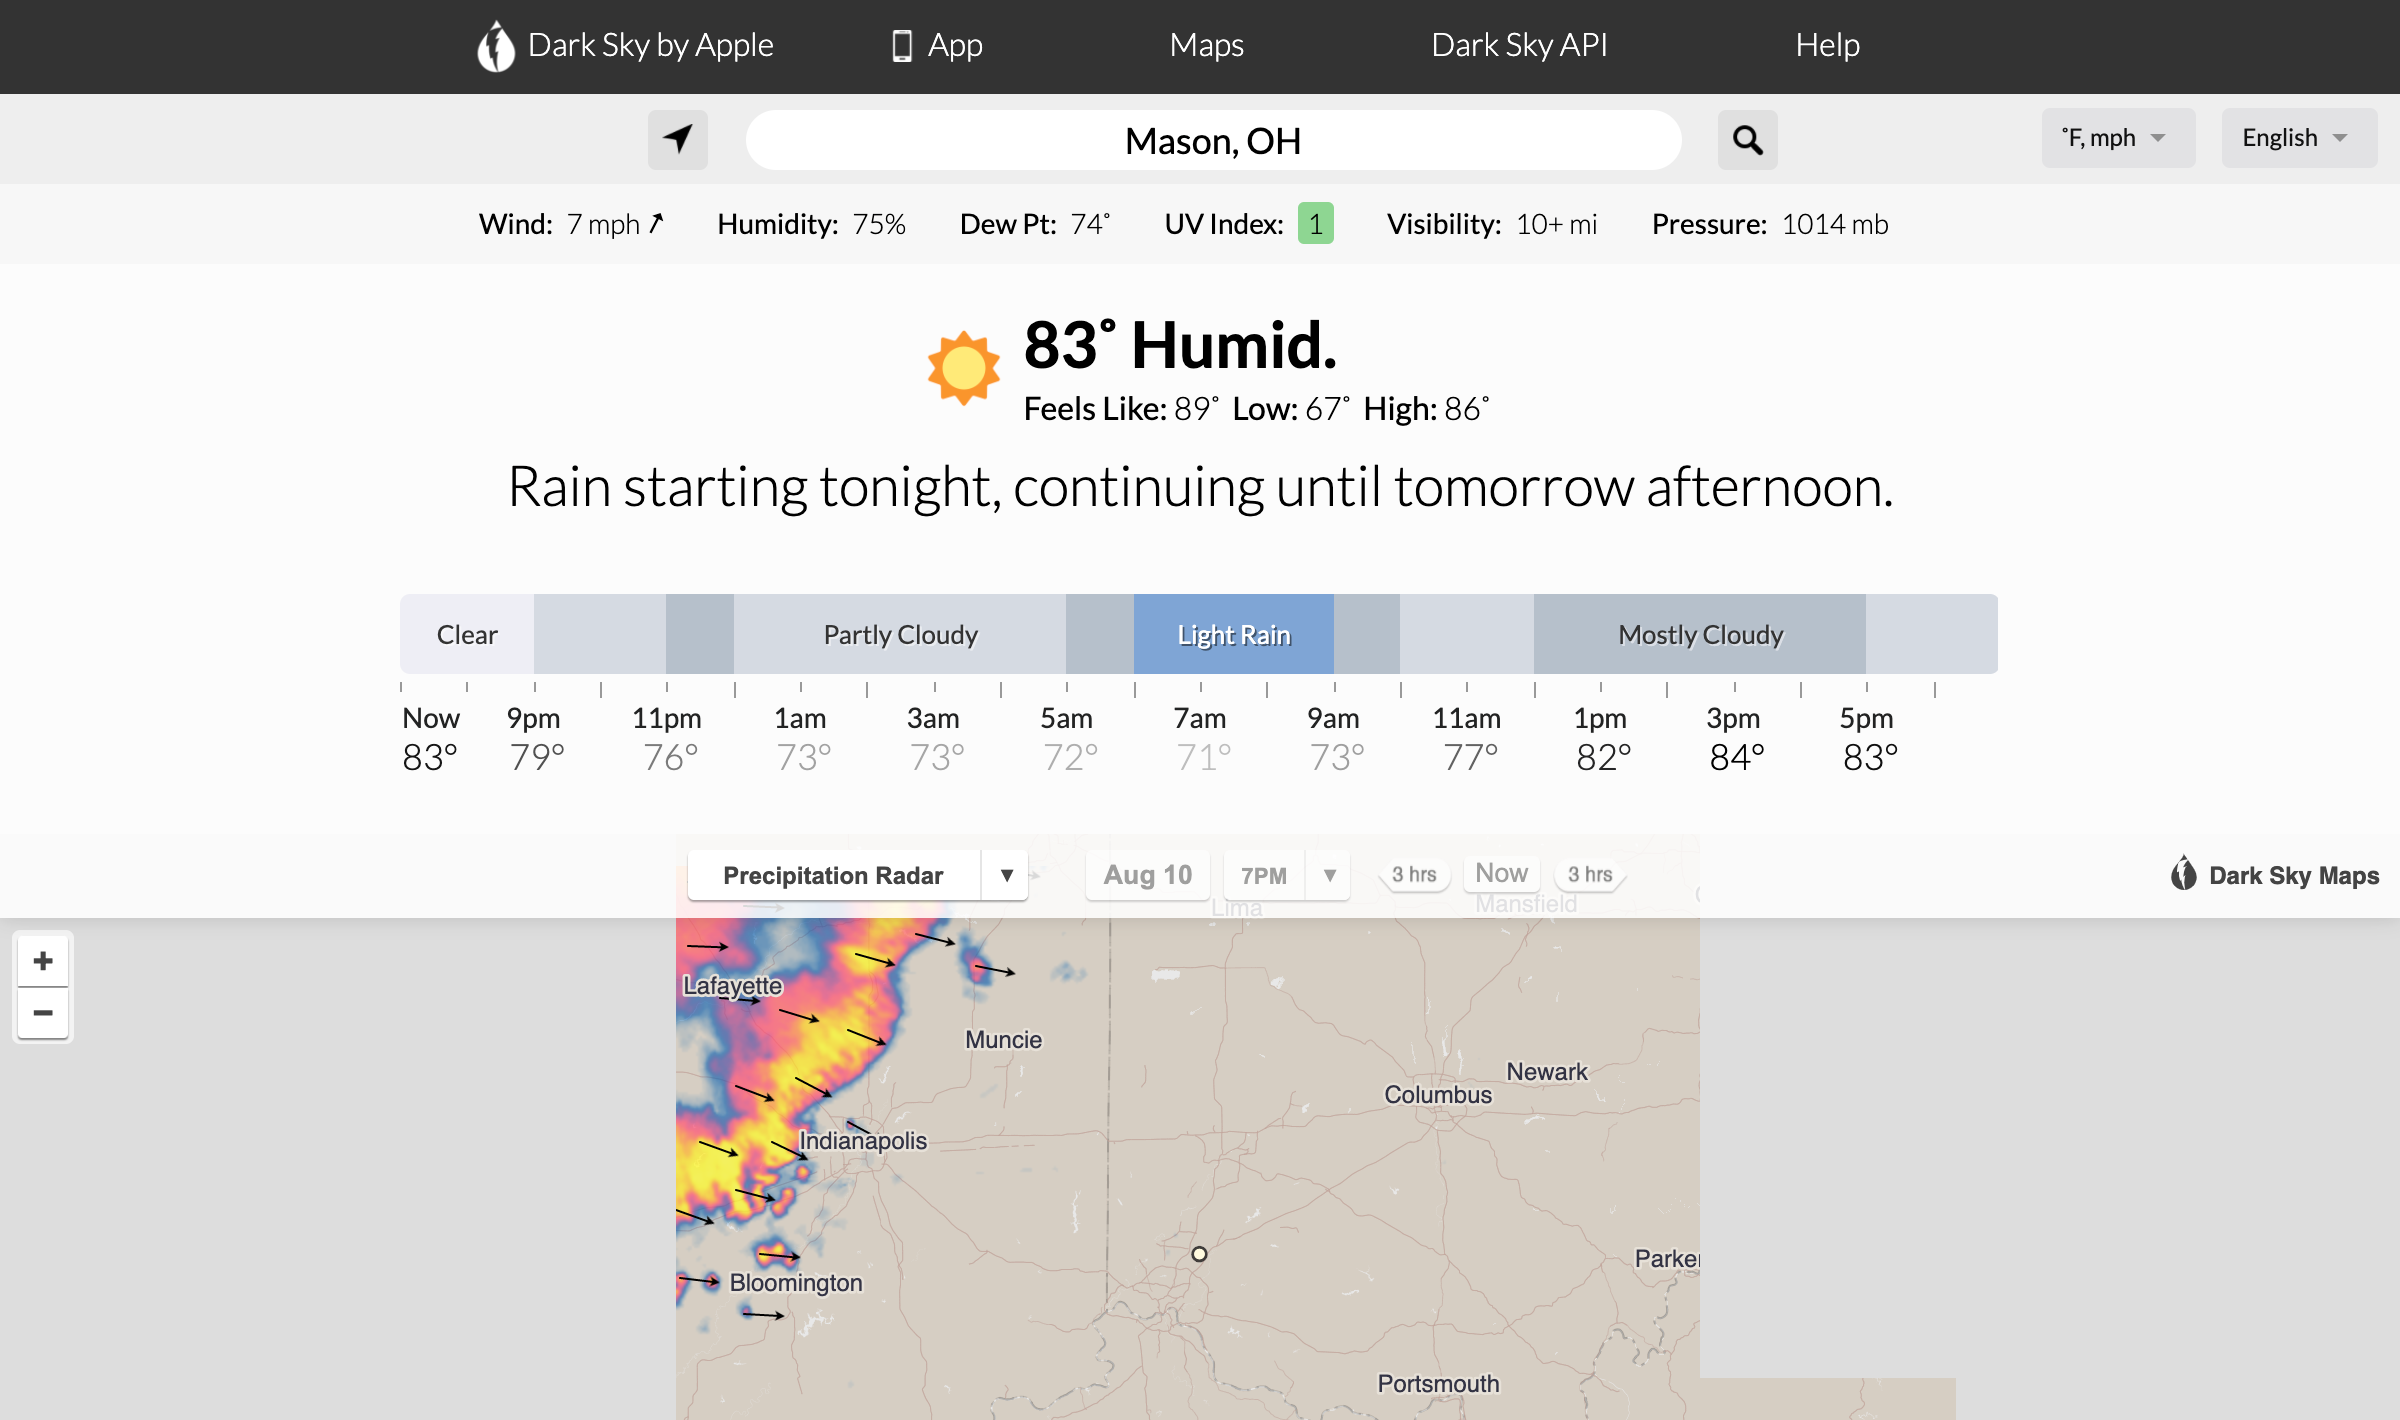 Dark Sky by Apple App Maps Dark Sky API Help
Mason, OH ˚F, mph English
Wind: 7 mph Humidity: 75% Dew Pt: 74˚ UV Index: 1 Visibility: 10+ mi Pressure: 1014 mb
83˚ Humid.
Feels Like: 89˚ Low: 67˚ High: 86˚
Rain starting tonight, continuing until tomorrow afternoon.
Clear Partly Cloudy Light Rain Mostly Cloudy
Now 9pm 11pm 1am 3am 5am 7am 9am 11am 1pm 3pm 5pm
83° 79° 76° 73° 73° 72° 71° 73° 77° 82° 84° 83°
Precipitation Radar ▼ Aug 10 7PM ▼ 3 hrs Now 3 hrs Dark Sky Maps
Lima Mansfield
+
Lafayette
−
Muncie
Newark
Columbus
Indianapolis
Parker
Bloomington
Portsmouth